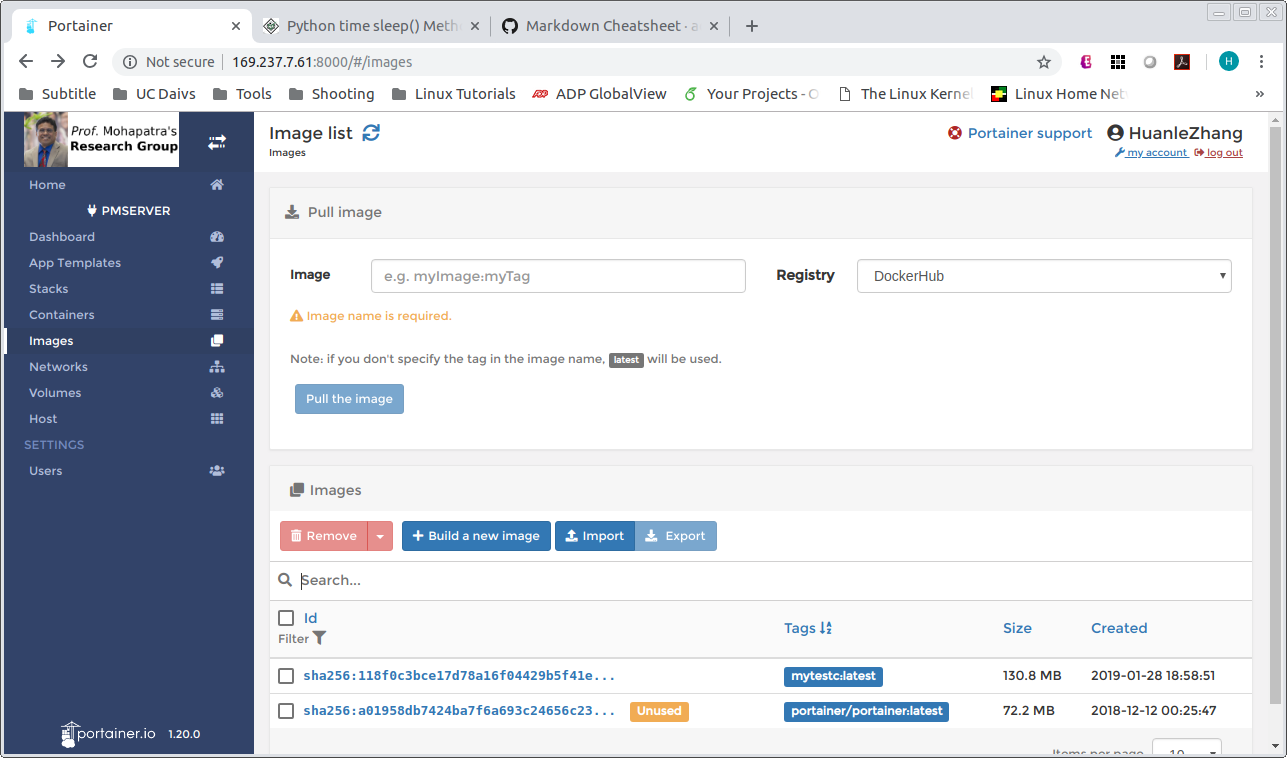 Portainer
Python time sleep() Meth
Markdown Cheatsheet · a
Not secure
169.237.7.61:8000/#/images
H
Subtitle
UC Daivs
Tools
Shooting
Linux Tutorials
ADP GlobalView
Your Projects - O
The Linux Kernel
Linux Home Net
»
Prof. Mohapatra's
Research Group
Image list
Images
Portainer support
HuanleZhang
my account
log out
Home
PMSERVER
Dashboard
App Templates
Stacks
Containers
Images
Networks
Volumes
Host
SETTINGS
Users
portainer.io 1.20.0
Pull image
Image
e.g. myImage:myTag
Registry
DockerHub
Image name is required.
Note: if you don't specify the tag in the image name, latest will be used.
Pull the image
Images
Remove
Build a new image
Import
Export
Search...
Id
Filter
Tags
Size
Created
sha256:118f0c3bce17d78a16f04429b5f41e... mytestc:latest 130.8 MB 2019-01-28 18:58:51
sha256:a01958db7424ba7f6a693c24656c23... Unused portainer/portainer:latest 72.2 MB 2018-12-12 00:25:47
Items per page 10